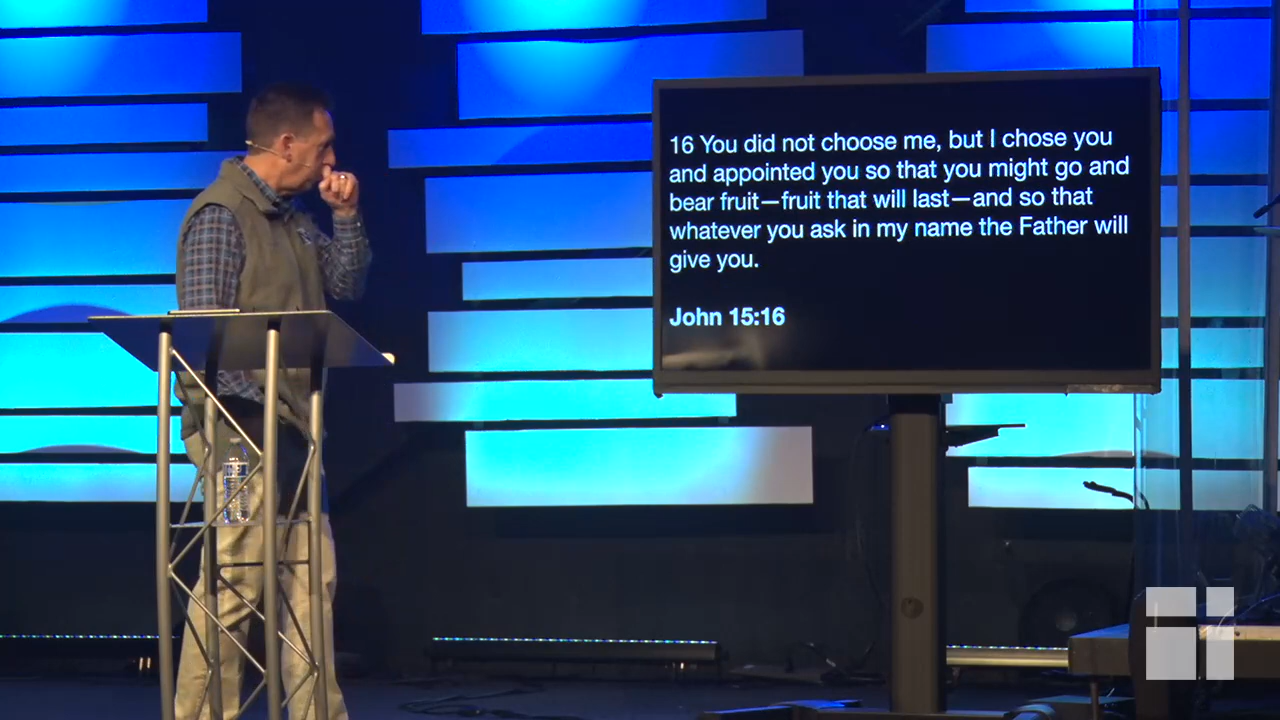 16 You did not choose me, but I chose you
and appointed you so that you might go and
bear fruit—fruit that will last—and so that
whatever you ask in my name the Father will
give you.
John 15:16